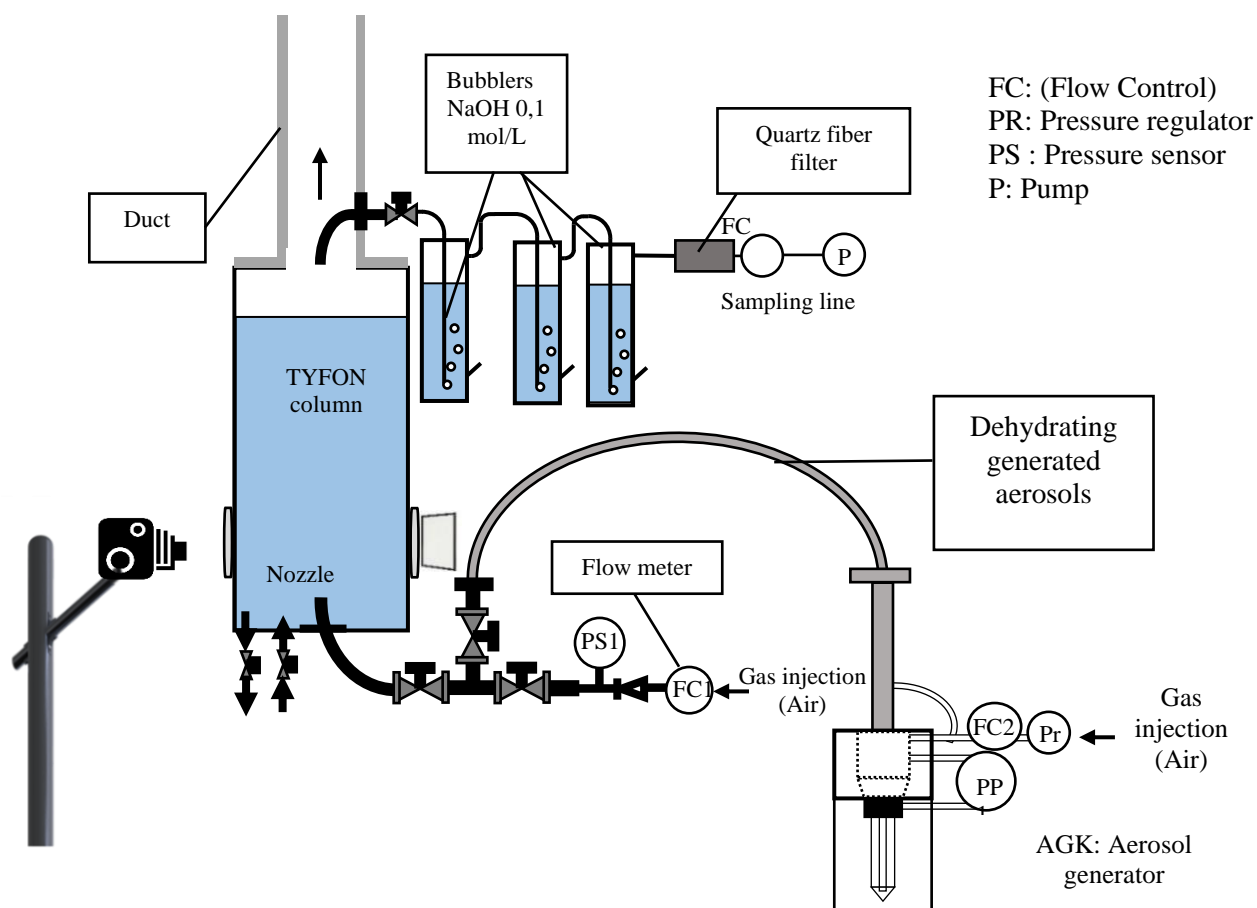 Bubblers
NaOH 0,1
mol/L
FC: (Flow Control)
PR: Pressure regulator
PS : Pressure sensor
P: Pump
Quartz fiber
filter
Duct
FC
P
Sampling line
TYFON
column
Dehydrating
generated
aerosols
Nozzle
Flow meter
PS1
FC1
Gas injection
(Air)
FC2
Pr
Gas
injection
(Air)
PP
AGK: Aerosol
generator